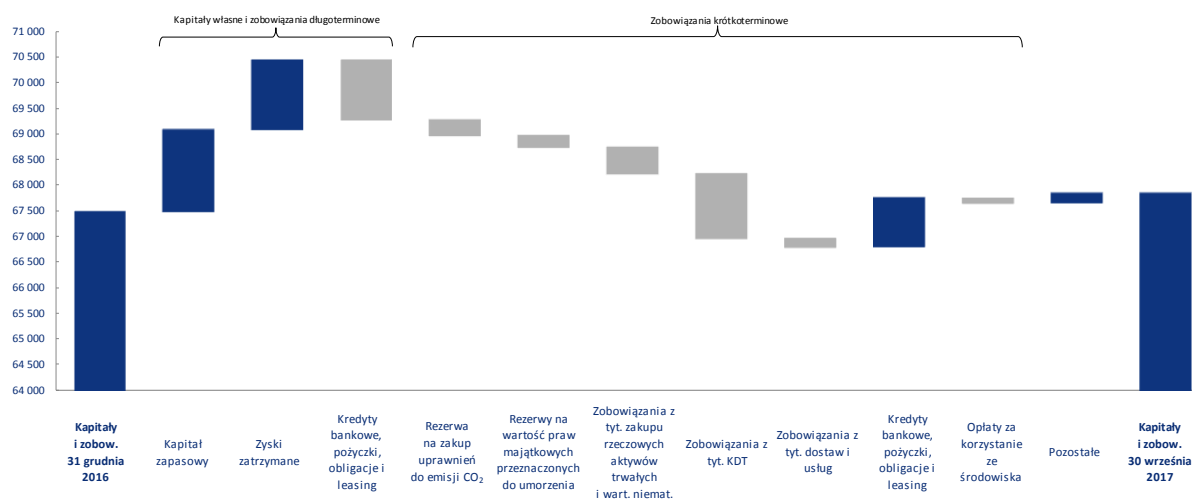 Kapitały własne i zobowiązania długoterminowe
Zobowiązania krótkoterminowe
71 000
70 500
70 000
69 500
69 000
68 500
68 000
67 500
67 000
66 500
66 000
65 500
65 000
64 500
64 000
Kapitały
i zobow.
31 grudnia
2016
Kapitał
zapasowy
Zyski
zatrzymane
Kredyty
bankowe,
pożyczki,
obligacje i
leasing
Rezerwa
na zakup
uprawnień
do emisji CO₂
Rezerwy na
wartość praw
majątkowych
przeznaczonych
do umorzenia
Zobowiązania z
tyt. zakupu
rzeczowych
aktywów
trwałych
i wart. niemat.
Zobowiązania z
tyt. KDT
Zobowiązania z
tyt. dostaw i
usług
Kredyty
bankowe,
pożyczki,
obligacje i
leasing
Opłaty za
korzystanie
ze
środowiska
Pozostałe
Kapitały
i zobow.
30 września
2017